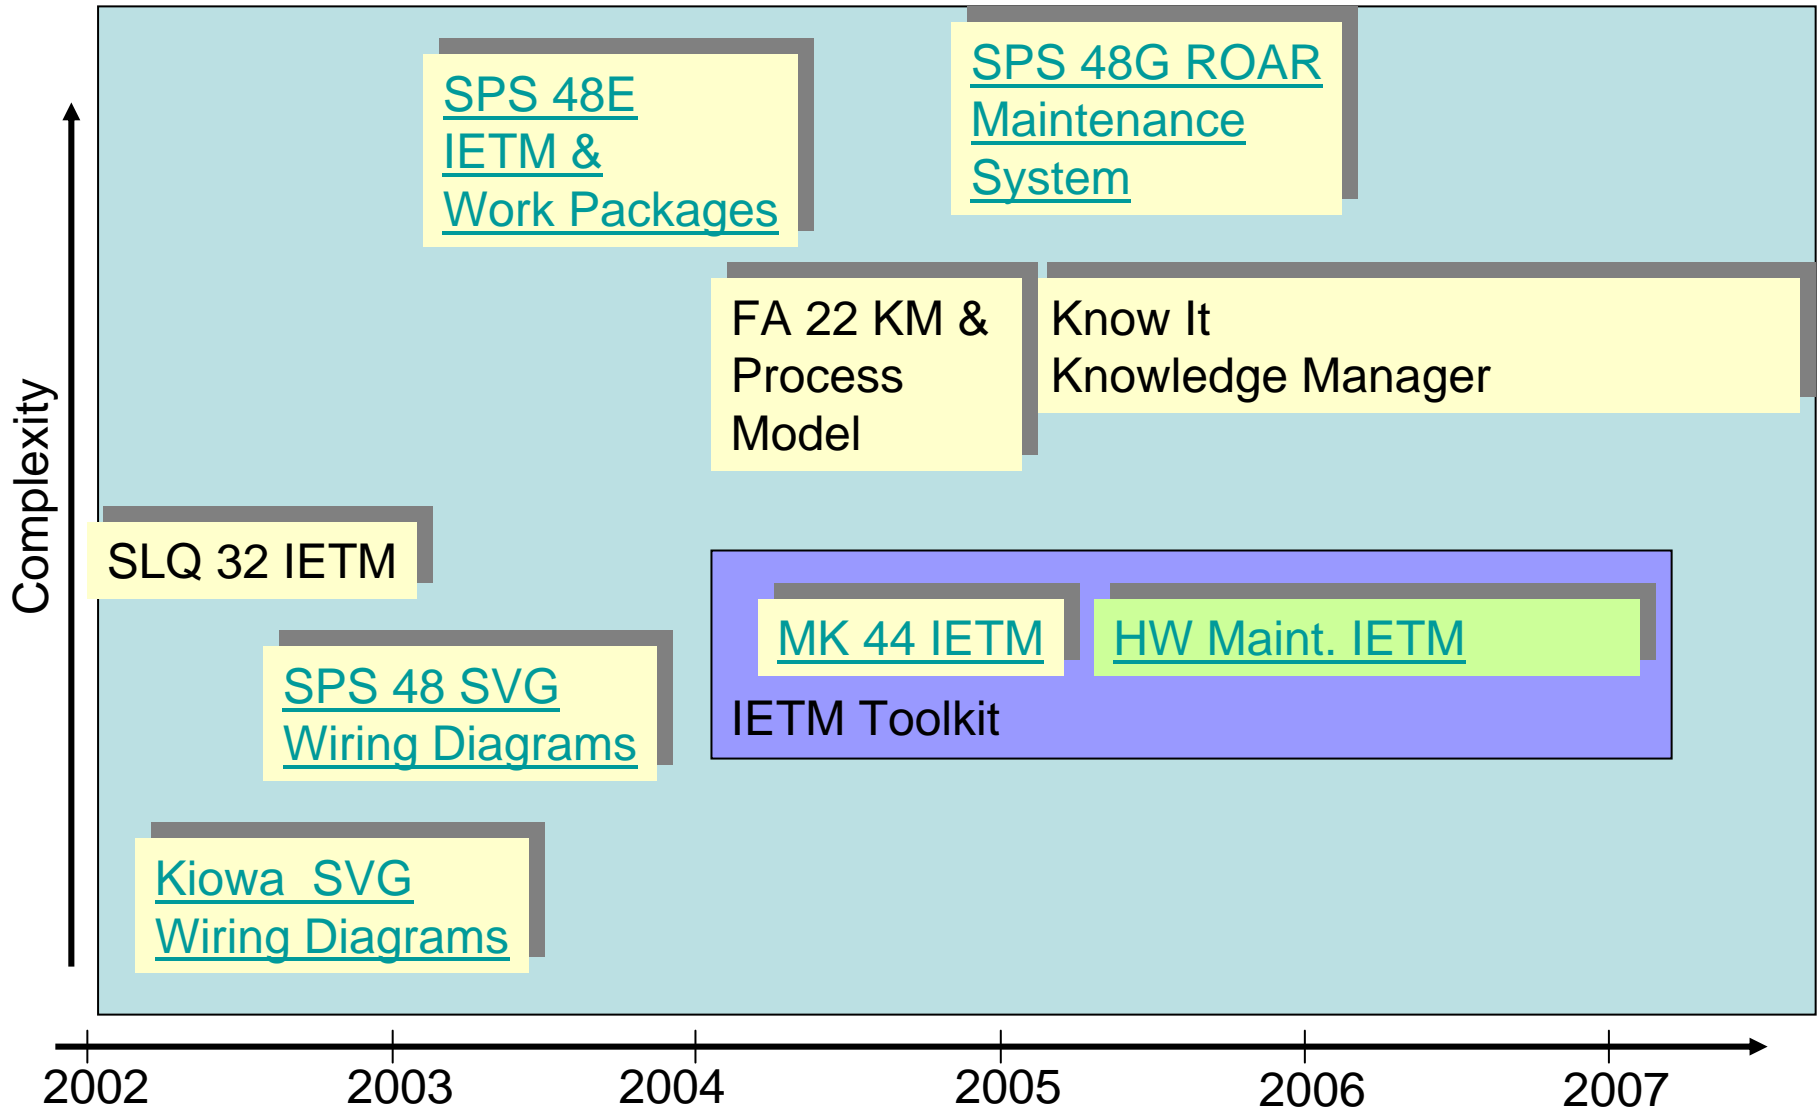 SPS 48E
IETM &
Work Packages
SPS 48G ROAR
Maintenance
System
FA 22 KM &
Process
Model
Know It
Knowledge Manager
Complexity
SLQ 32 IETM
MK 44 IETM
HW Maint. IETM
IETM Toolkit
SPS 48 SVG
Wiring Diagrams
Kiowa  SVG
Wiring Diagrams
2002 2003 2004 2005 2006 2007